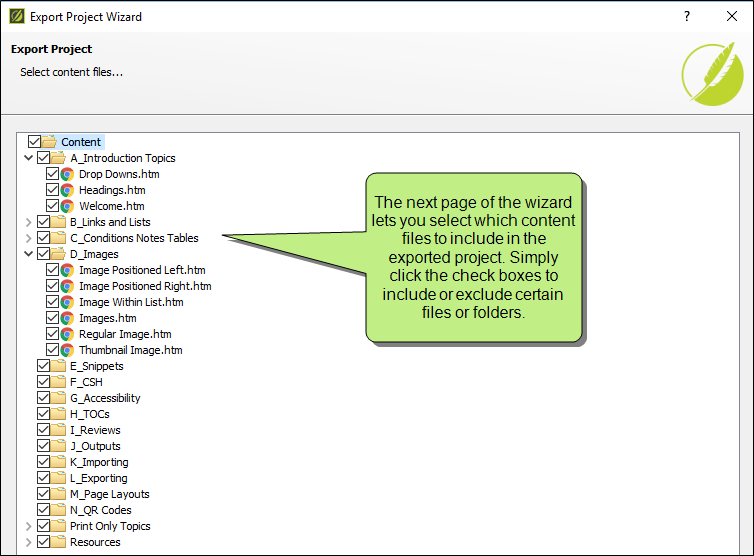 Export Project Wizard
?
Export Project
Select content files...
Content
A_Introduction Topics
Drop Downs.htm
Headings.htm
Welcome.htm
B_Links and Lists
C_Conditions Notes Tables
D_Images
Image Positioned Left.htm
Image Positioned Right.htm
Image Within List.htm
Images.htm
Regular Image.htm
Thumbnail Image.htm
E_Snippets
F_CSH
G_Accessibility
H_TOCs
I_Reviews
J_Outputs
K_Importing
L_Exporting
M_Page Layouts
N_QR Codes
Print Only Topics
Resources
The next page of the wizard
lets you select which content
files to include in the
exported project. Simply
click the check boxes to
include or exclude certain
files or folders.